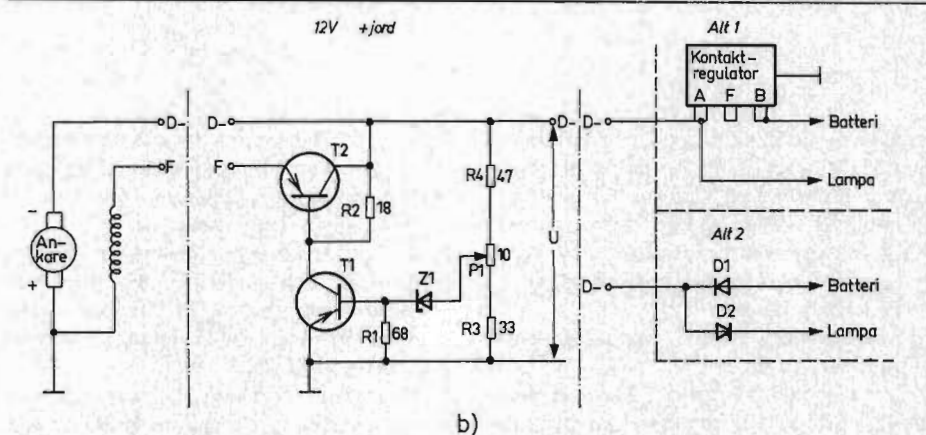 12V +jord
Alt 1
Kontakt-
regulator
A F B
D- D- D- D- Batteri
F F T2
R4 47
Lampa
R2 18
-
An-
kare
+
U
Alt 2
P1 10
T1
Z1
D1
D- Batteri
D2
R1 68
R3 33
Lampa
b)